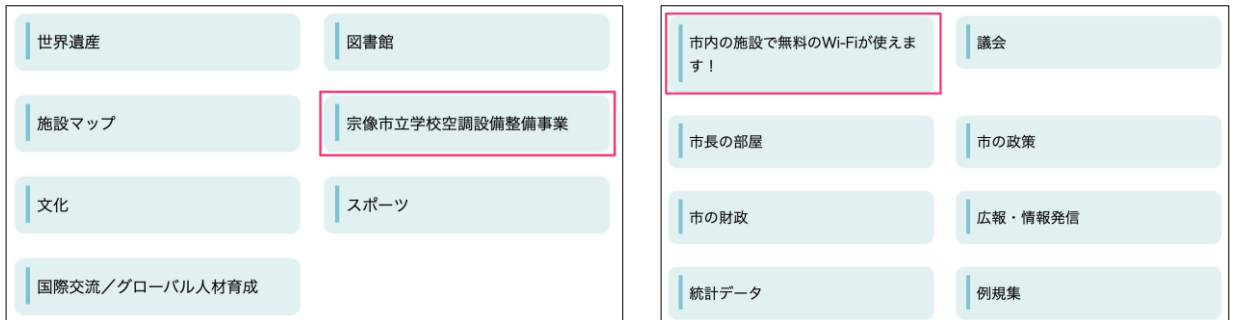 世界遺産
図書館
施設マップ
宗像市立学校空調設備整備事業
文化
スポーツ
国際交流／グローバル人材育成
市内の施設で無料のWi-Fiが使えま
す！
議会
市長の部屋
市の政策
市の財政
広報・情報発信
統計データ
例規集